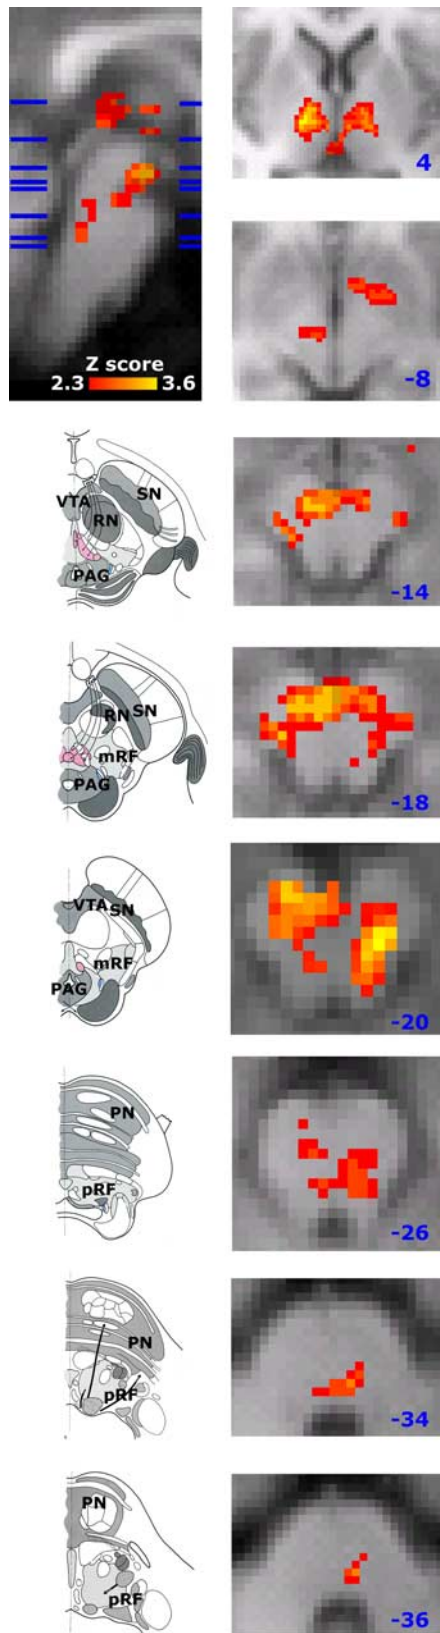 4
Z score
2.3 3.6
-8
VTA
SN
RN
PAG
-14
RN
SN
mRF
PAG
-18
VTA
SN
mRF
PAG
-20
PN
pRF
-26
PN
pRF
-34
PN
pRF
-36